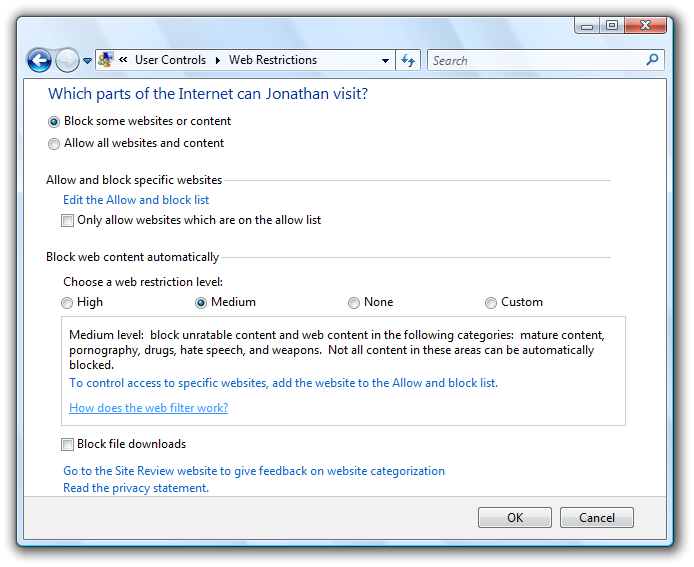 « User Controls Web Restrictions Search
Which parts of the Internet can Jonathan visit?
Block some websites or content
Allow all websites and content
Allow and block specific websites
Edit the Allow and block list
Only allow websites which are on the allow list
Block web content automatically
Choose a web restriction level:
High Medium None Custom
Medium level:  block unratable content and web content in the following categories:  mature content,
pornography, drugs, hate speech, and weapons.  Not all content in these areas can be automatically
blocked.
To control access to specific websites, add the website to the Allow and block list.
How does the web filter work?
Block file downloads
Go to the Site Review website to give feedback on website categorization
Read the privacy statement.
OK Cancel